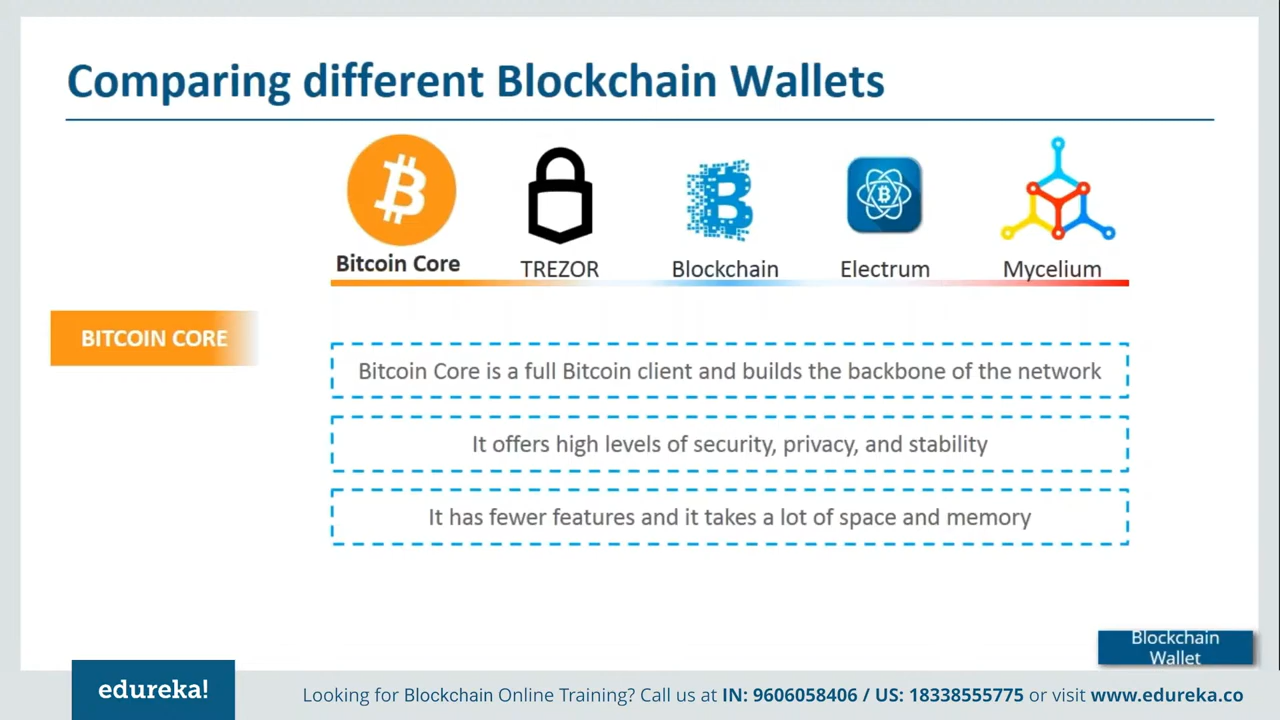 Comparing different Blockchain Wallets
Bitcoin Core
TREZOR
Blockchain
Electrum
Mycelium
BITCOIN CORE
Bitcoin Core is a full Bitcoin client and builds the backbone of the network
It offers high levels of security, privacy, and stability
It has fewer features and it takes a lot of space and memory
Blockchain
Wallet
edureka!
Looking for Blockchain Online Training? Call us at IN: 9606058406 / US: 18338555775 or visit www.edureka.co